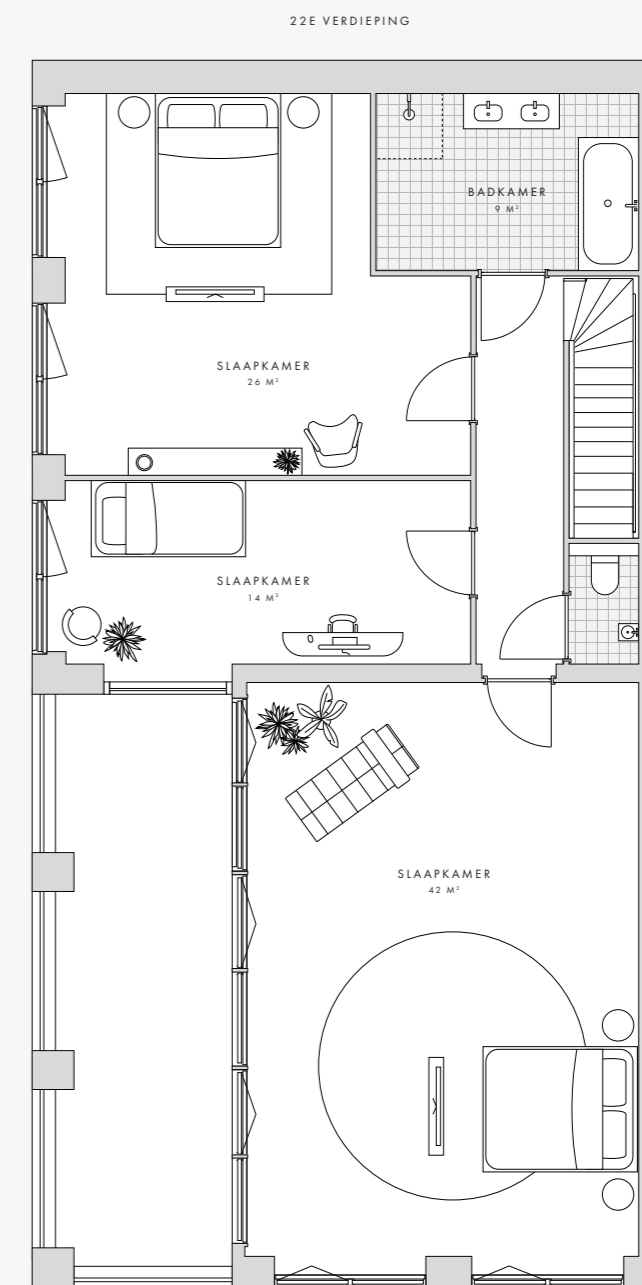 22E VERDIEPING
BADKAMER
9 M²
SLAAPKAMER
26 M²
SLAAPKAMER
14 M²
SLAAPKAMER
42 M²